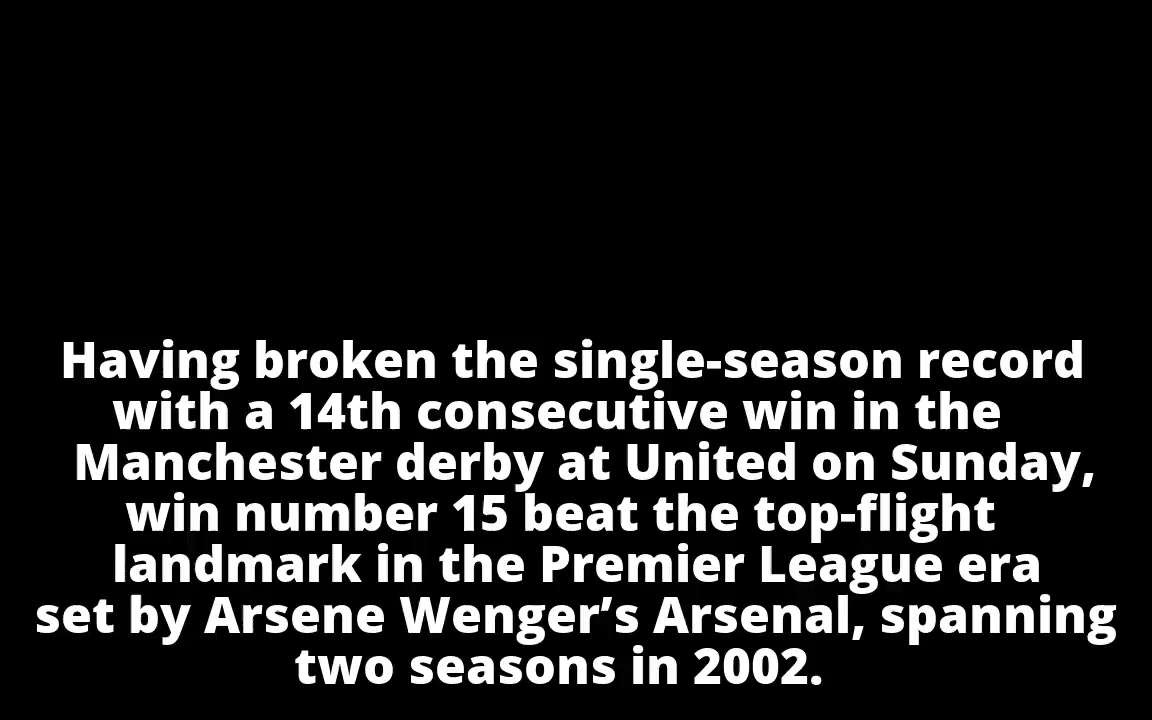 Having broken the single-season record
with a 14th consecutive win in the
Manchester derby at United on Sunday,
win number 15 beat the top-flight
landmark in the Premier League era
set by Arsene Wenger’s Arsenal, spanning
two seasons in 2002.